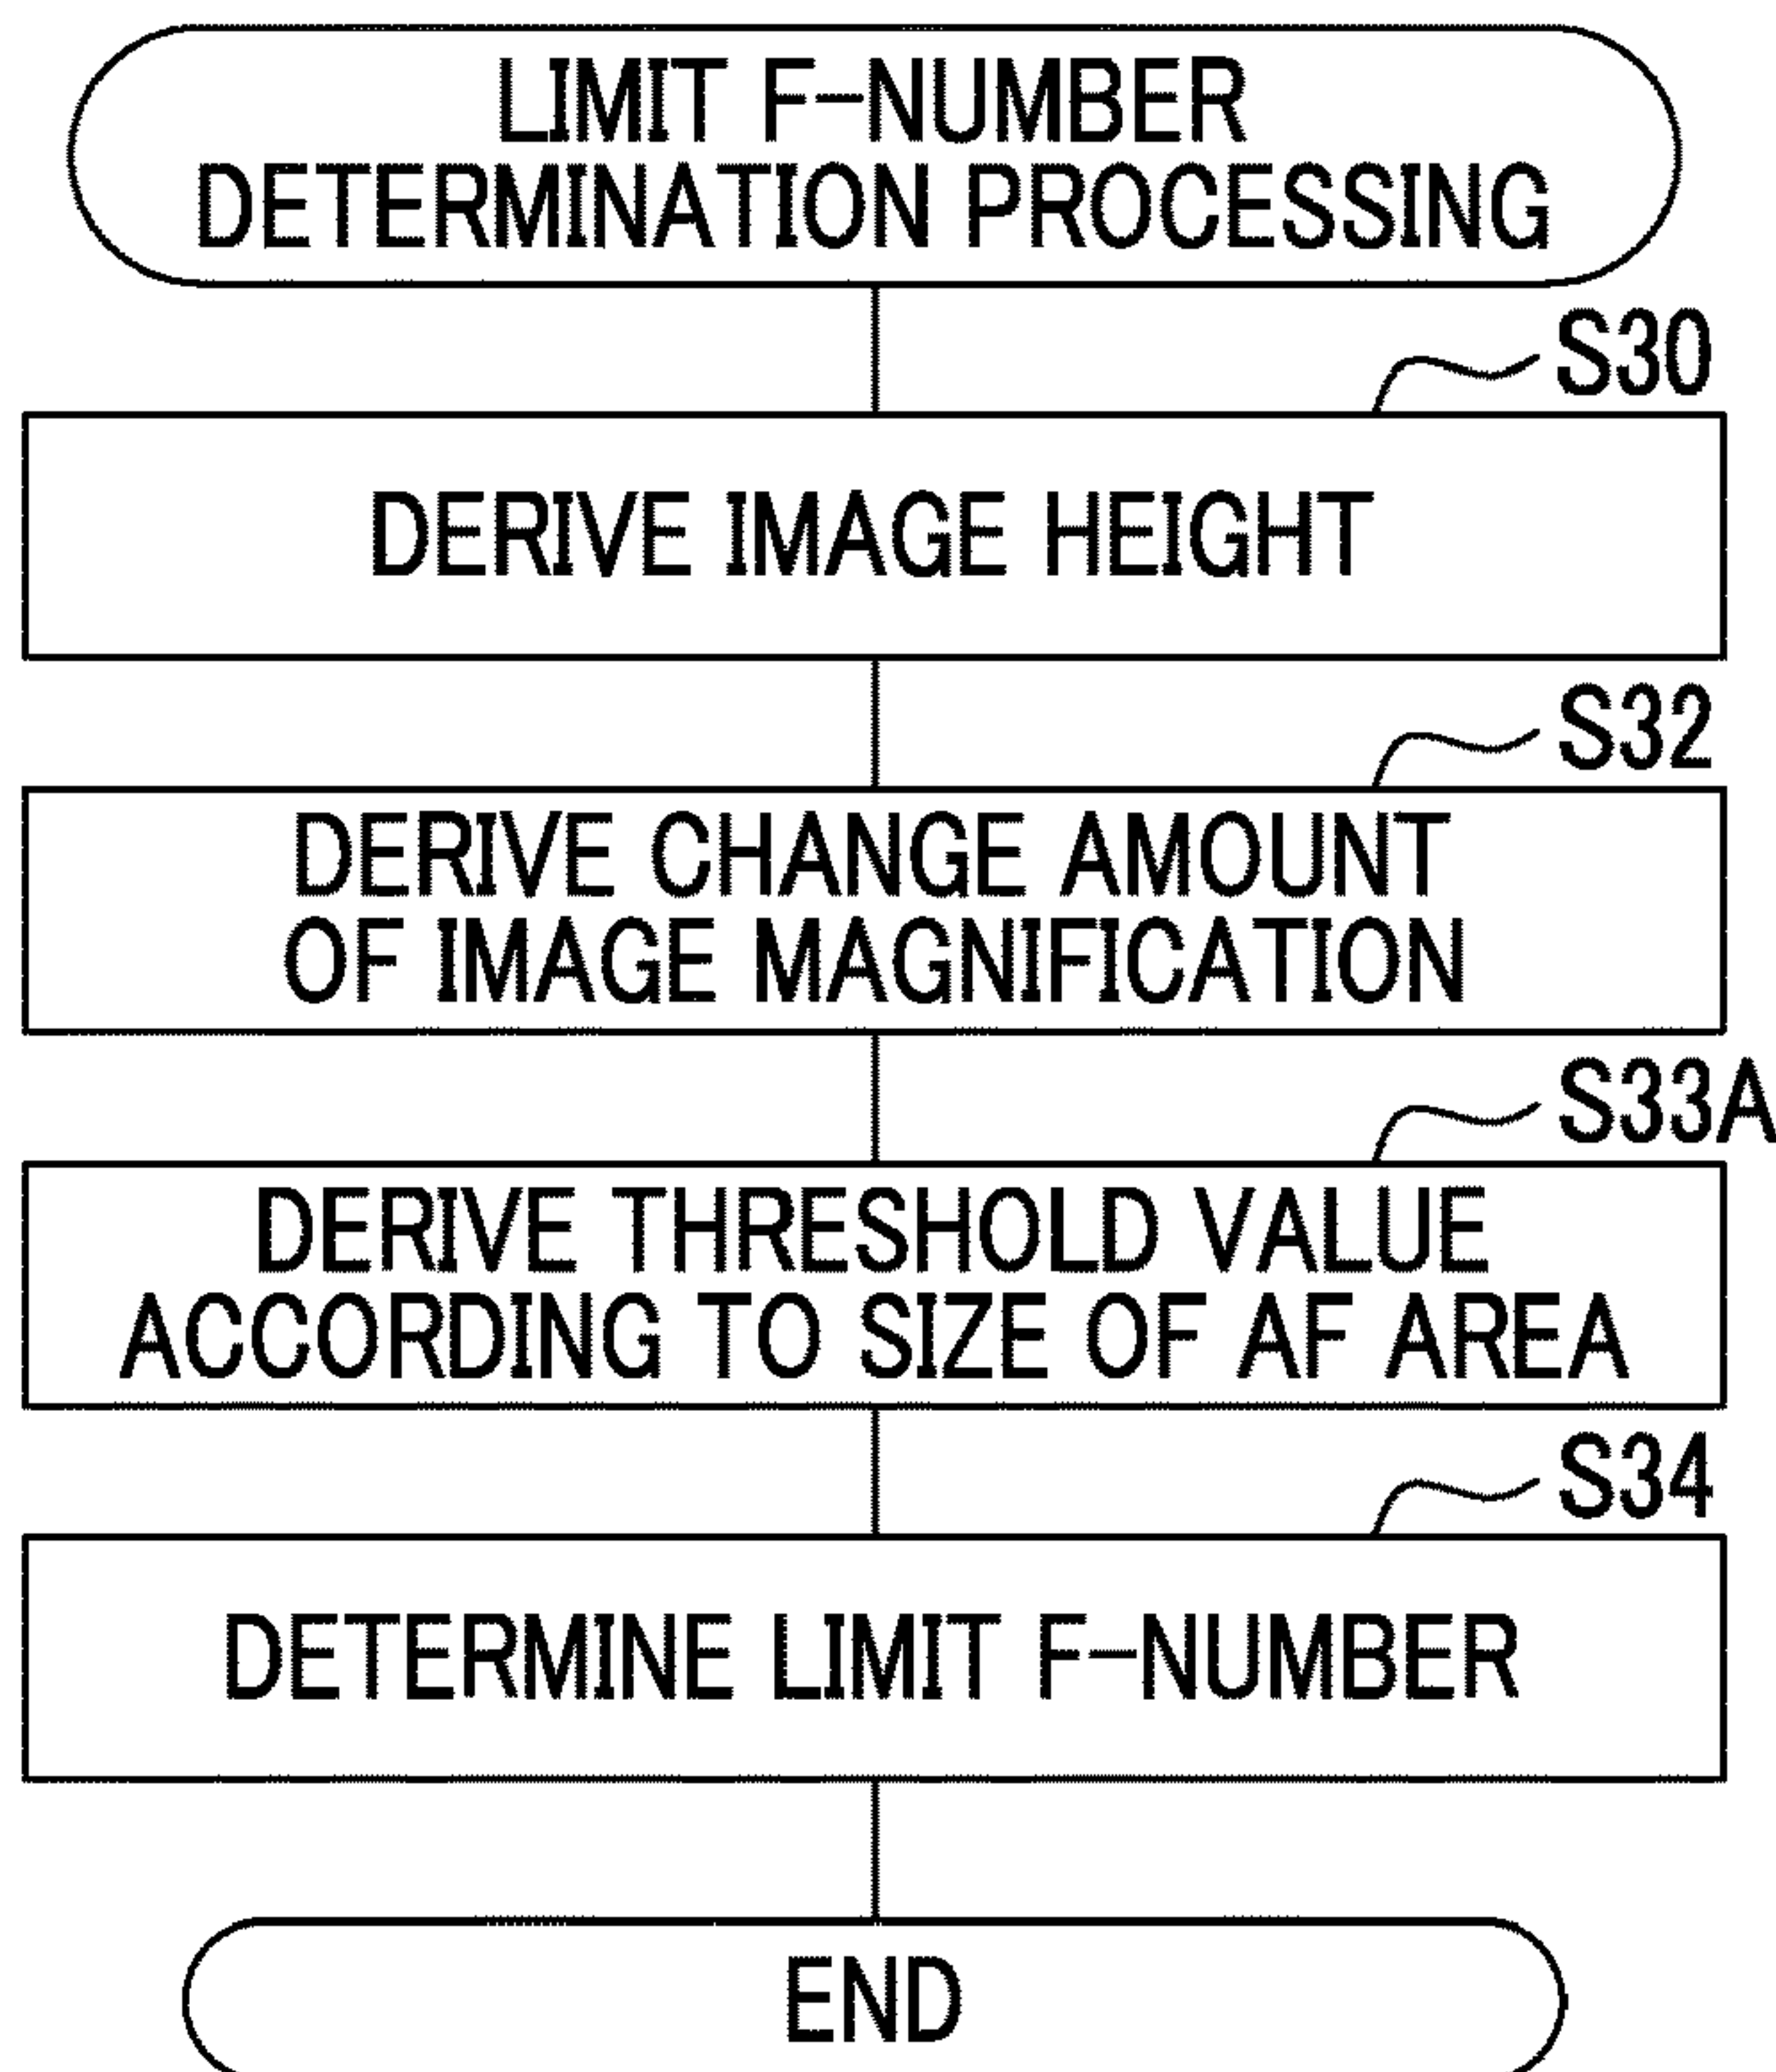 LIMIT F-NUMBER
DETERMINATION PROCESSING
S30
DERIVE IMAGE HEIGHT
S32
DERIVE CHANGE AMOUNT
OF IMAGE MAGNIFICATION
S33A
DERIVE THRESHOLD VALUE
ACCORDING TO SIZE OF AF AREA
S34
DETERMINE LIMIT F-NUMBER
END